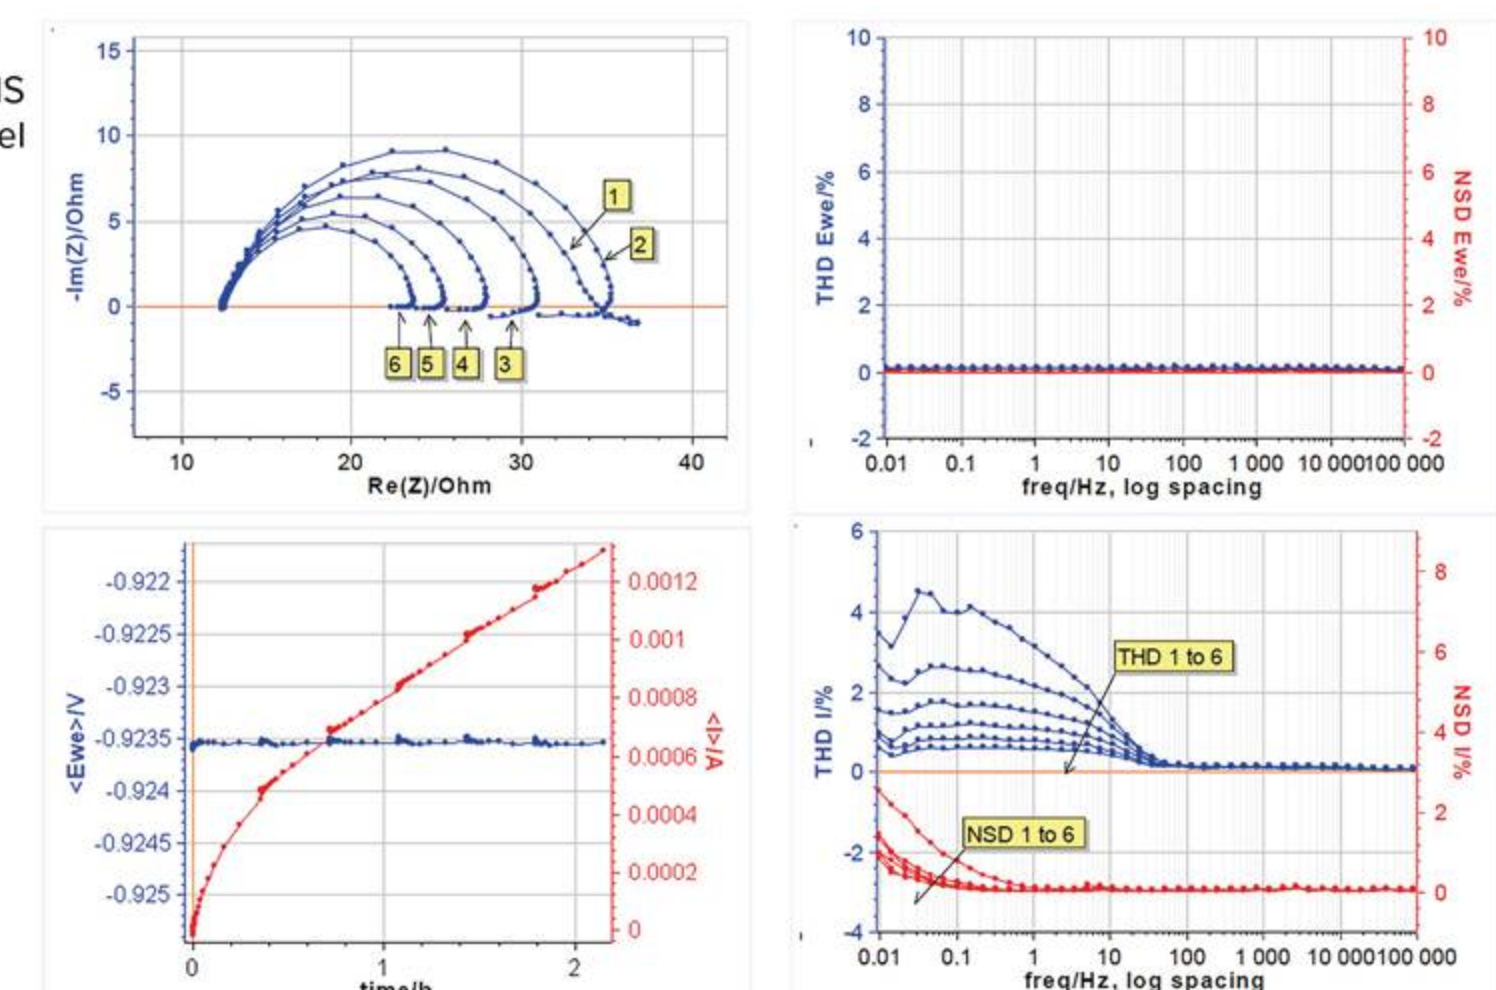 IS
el
15
10
5
0
-5
-Im(Z)/Ohm
1
2
6 5 4 3
10 20 30 40
Re(Z)/Ohm
10
8
6
4
2
0
-2
THD Ewe/%
10
8
6
4
2
0
-2
NSD Ewe/%
0.01 0.1 1 10 100 1 000 10 000 100 000
freq/Hz, log spacing
-0.922
-0.9225
-0.923
-0.9235
-0.924
-0.9245
-0.925
<Ewe>/V
0.0012
0.001
0.0008
0.0006
0.0004
0.0002
0
<I>/A
0 1 2
time/h
6
4
2
0
-2
-4
THD I/%
THD 1 to 6
NSD 1 to 6
8
6
4
2
0
NSD I/%
0.01 0.1 1 10 100 1 000 10 000 100 000
freq/Hz, log spacing